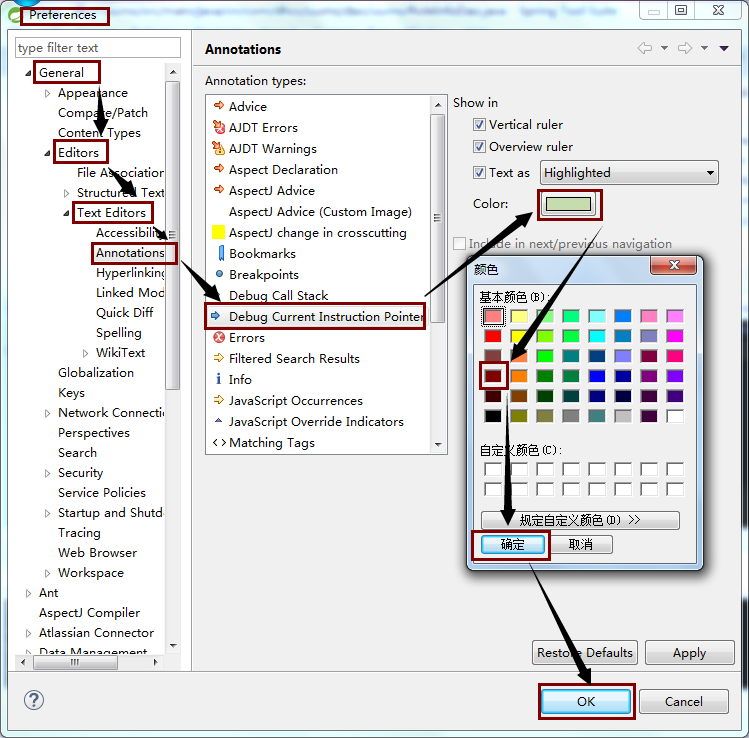 Preferences
type filter text
General
Appearance
Compare/Patch
Content Types
Editors
File Association
Structured Text
Text Editors
Accessibili
Annotations
Hyperlinking
Linked Mod
Quick Diff
Spelling
WikiText
Globalization
Keys
Network Connecti
Perspectives
Search
Security
Service Policies
Startup and Shutd
Tracing
Web Browser
Workspace
Ant
AspectJ Compiler
Atlassian Connector
Data Management
Annotations
Annotation types:
Advice
AJDT Errors
AJDT Warnings
Aspect Declaration
AspectJ Advice
AspectJ Advice (Custom Image)
AspectJ change in crosscutting
Bookmarks
Breakpoints
Debug Call Stack
Debug Current Instruction Pointer
Errors
Filtered Search Results
Info
JavaScript Occurrences
JavaScript Override Indicators
Matching Tags
Show in
Vertical ruler
Overview ruler
Text as
Highlighted
Color:
Include in next/previous navigation
颜色
基本颜色(B):
自定义颜色(C):
规定自定义颜色(D) >>
确定
取消
Restore Defaults
Apply
OK
Cancel